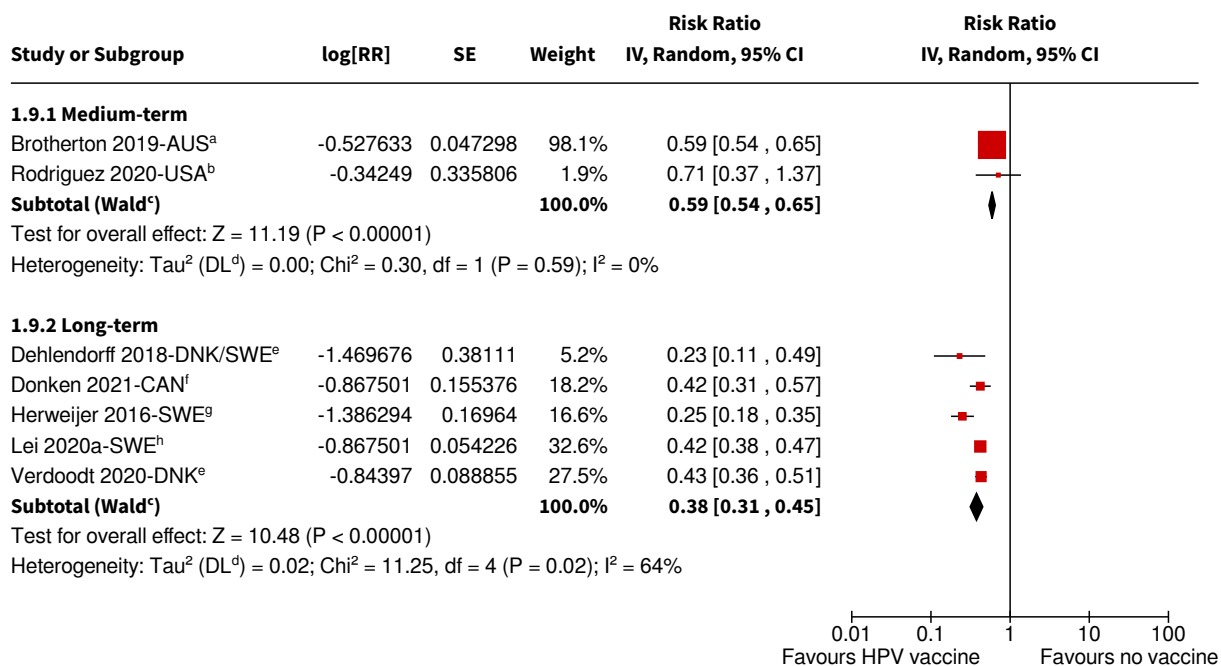 Risk Ratio Risk Ratio
Study or Subgroup log[RR] SE Weight IV, Random, 95% CI IV, Random, 95% CI
1.9.1 Medium-term
Brotherton 2019-AUSᵃ -0.527633 0.047298 98.1% 0.59 [0.54 , 0.65]
Rodriguez 2020-USAᵇ -0.34249 0.335806 1.9% 0.71 [0.37 , 1.37]
Subtotal (Waldᶜ) 100.0% 0.59 [0.54 , 0.65]
Test for overall effect: Z = 11.19 (P < 0.00001)
Heterogeneity: Tau² (DLᵈ) = 0.00; Chi² = 0.30, df = 1 (P = 0.59); I² = 0%
1.9.2 Long-term
Dehlendorff 2018-DNK/SWEᵉ -1.469676 0.38111 5.2% 0.23 [0.11 , 0.49]
Donken 2021-CANᶠ -0.867501 0.155376 18.2% 0.42 [0.31 , 0.57]
Herweijer 2016-SWEᵍ -1.386294 0.16964 16.6% 0.25 [0.18 , 0.35]
Lei 2020a-SWEʰ -0.867501 0.054226 32.6% 0.42 [0.38 , 0.47]
Verdoodt 2020-DNKᵉ -0.84397 0.088855 27.5% 0.43 [0.36 , 0.51]
Subtotal (Waldᶜ) 100.0% 0.38 [0.31 , 0.45]
Test for overall effect: Z = 10.48 (P < 0.00001)
Heterogeneity: Tau² (DLᵈ) = 0.02; Chi² = 11.25, df = 4 (P = 0.02); I² = 64%
0.01 0.1 1 10 100
Favours HPV vaccine Favours no vaccine